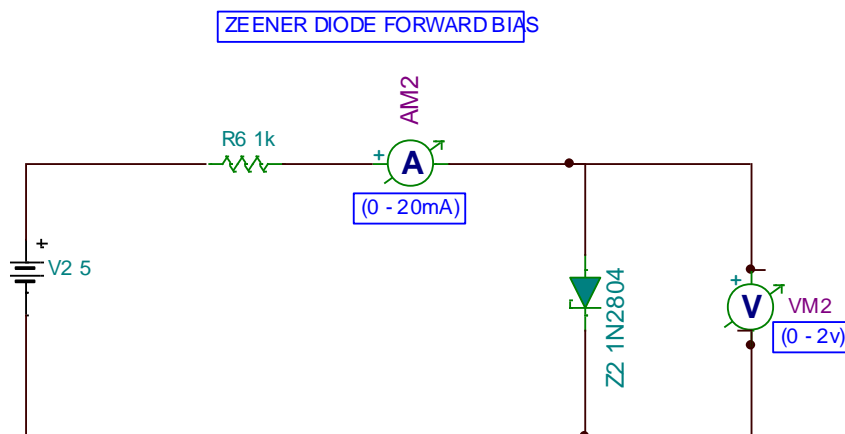 ZEENER DIODE FORWARD BIAS
AM2
R6 1k
+
A
(0 - 20mA)
+
V2 5
Z2 1N2804
+
V
VM2
(0 - 2v)